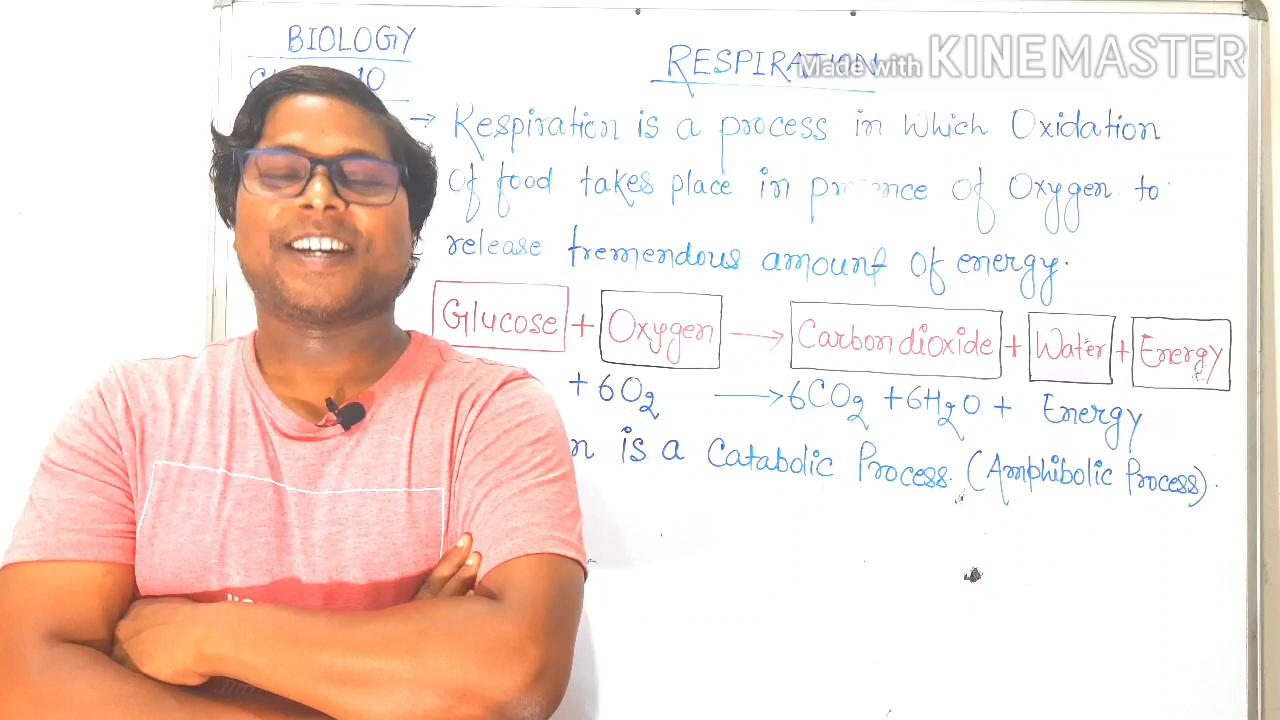 BIOLOGY
10
RESPIRATION
Made with KINEMASTER
→ Respiration is a process in which Oxidation
of food takes place in presence of Oxygen to
release tremendous amount of energy.
Glucose + Oxygen → Carbondioxide + Water + Energy
+ 6O₂ → 6CO₂ + 6H₂O + Energy
n is a Catabolic Process. (Amphibolic Process).